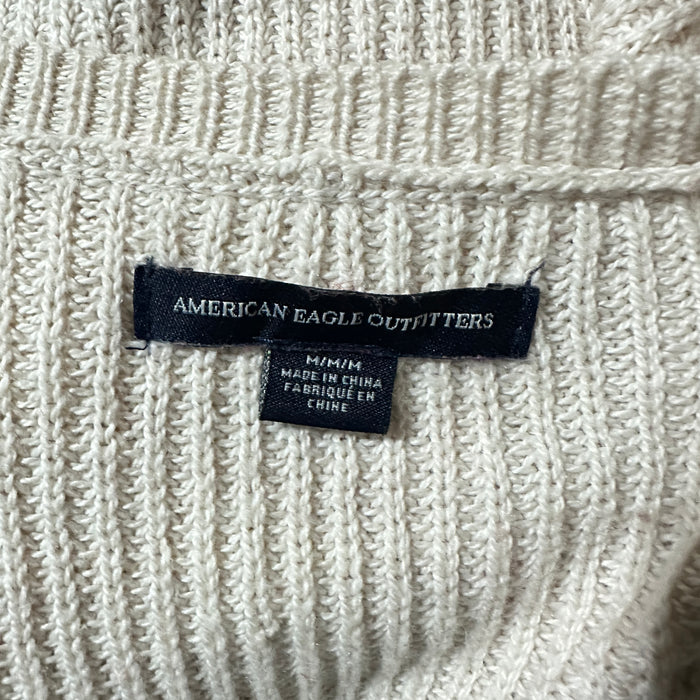 AMERICAN EAGLE OUTFITTERS
M/M/M
MADE IN CHINA
FABRIQUÉ EN
CHINE